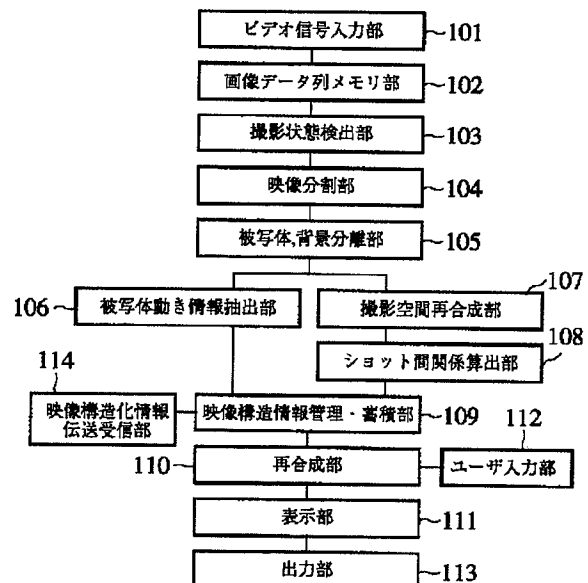 ビデオ信号入力部 101
画像データ列メモリ部 102
撮影状態検出部 103
映像分割部 104
被写体,背景分離部 105
106 被写体動き情報抽出部
撮影空間再合成部 107
ショット間関係算出部 108
114
映像構造化情報
伝送受信部
映像構造情報管理・蓄積部 109
110 再合成部
112
ユーザ入力部
表示部 111
出力部 113